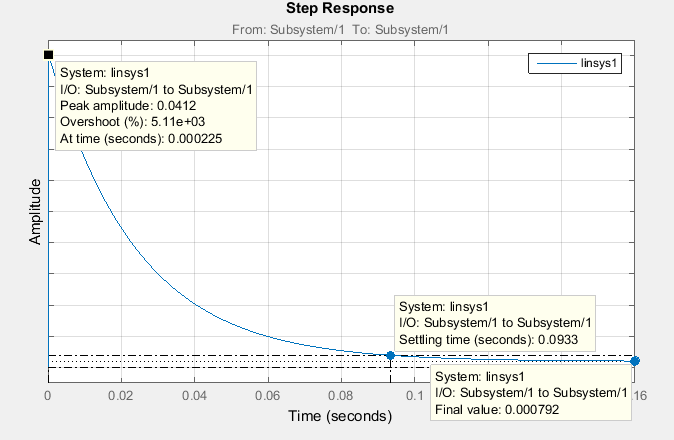 Step Response
From: Subsystem/1 To: Subsystem/1
linsys1
System: linsys1
I/O: Subsystem/1 to Subsystem/1
Peak amplitude: 0.0412
Overshoot (%): 5.11e+03
At time (seconds): 0.000225
Amplitude
System: linsys1
I/O: Subsystem/1 to Subsystem/1
Settling time (seconds): 0.0933
System: linsys1
I/O: Subsystem/1 to Subsystem/1
Final value: 0.000792
0 0.02 0.04 0.06 0.08 0.1 .16
Time (seconds)